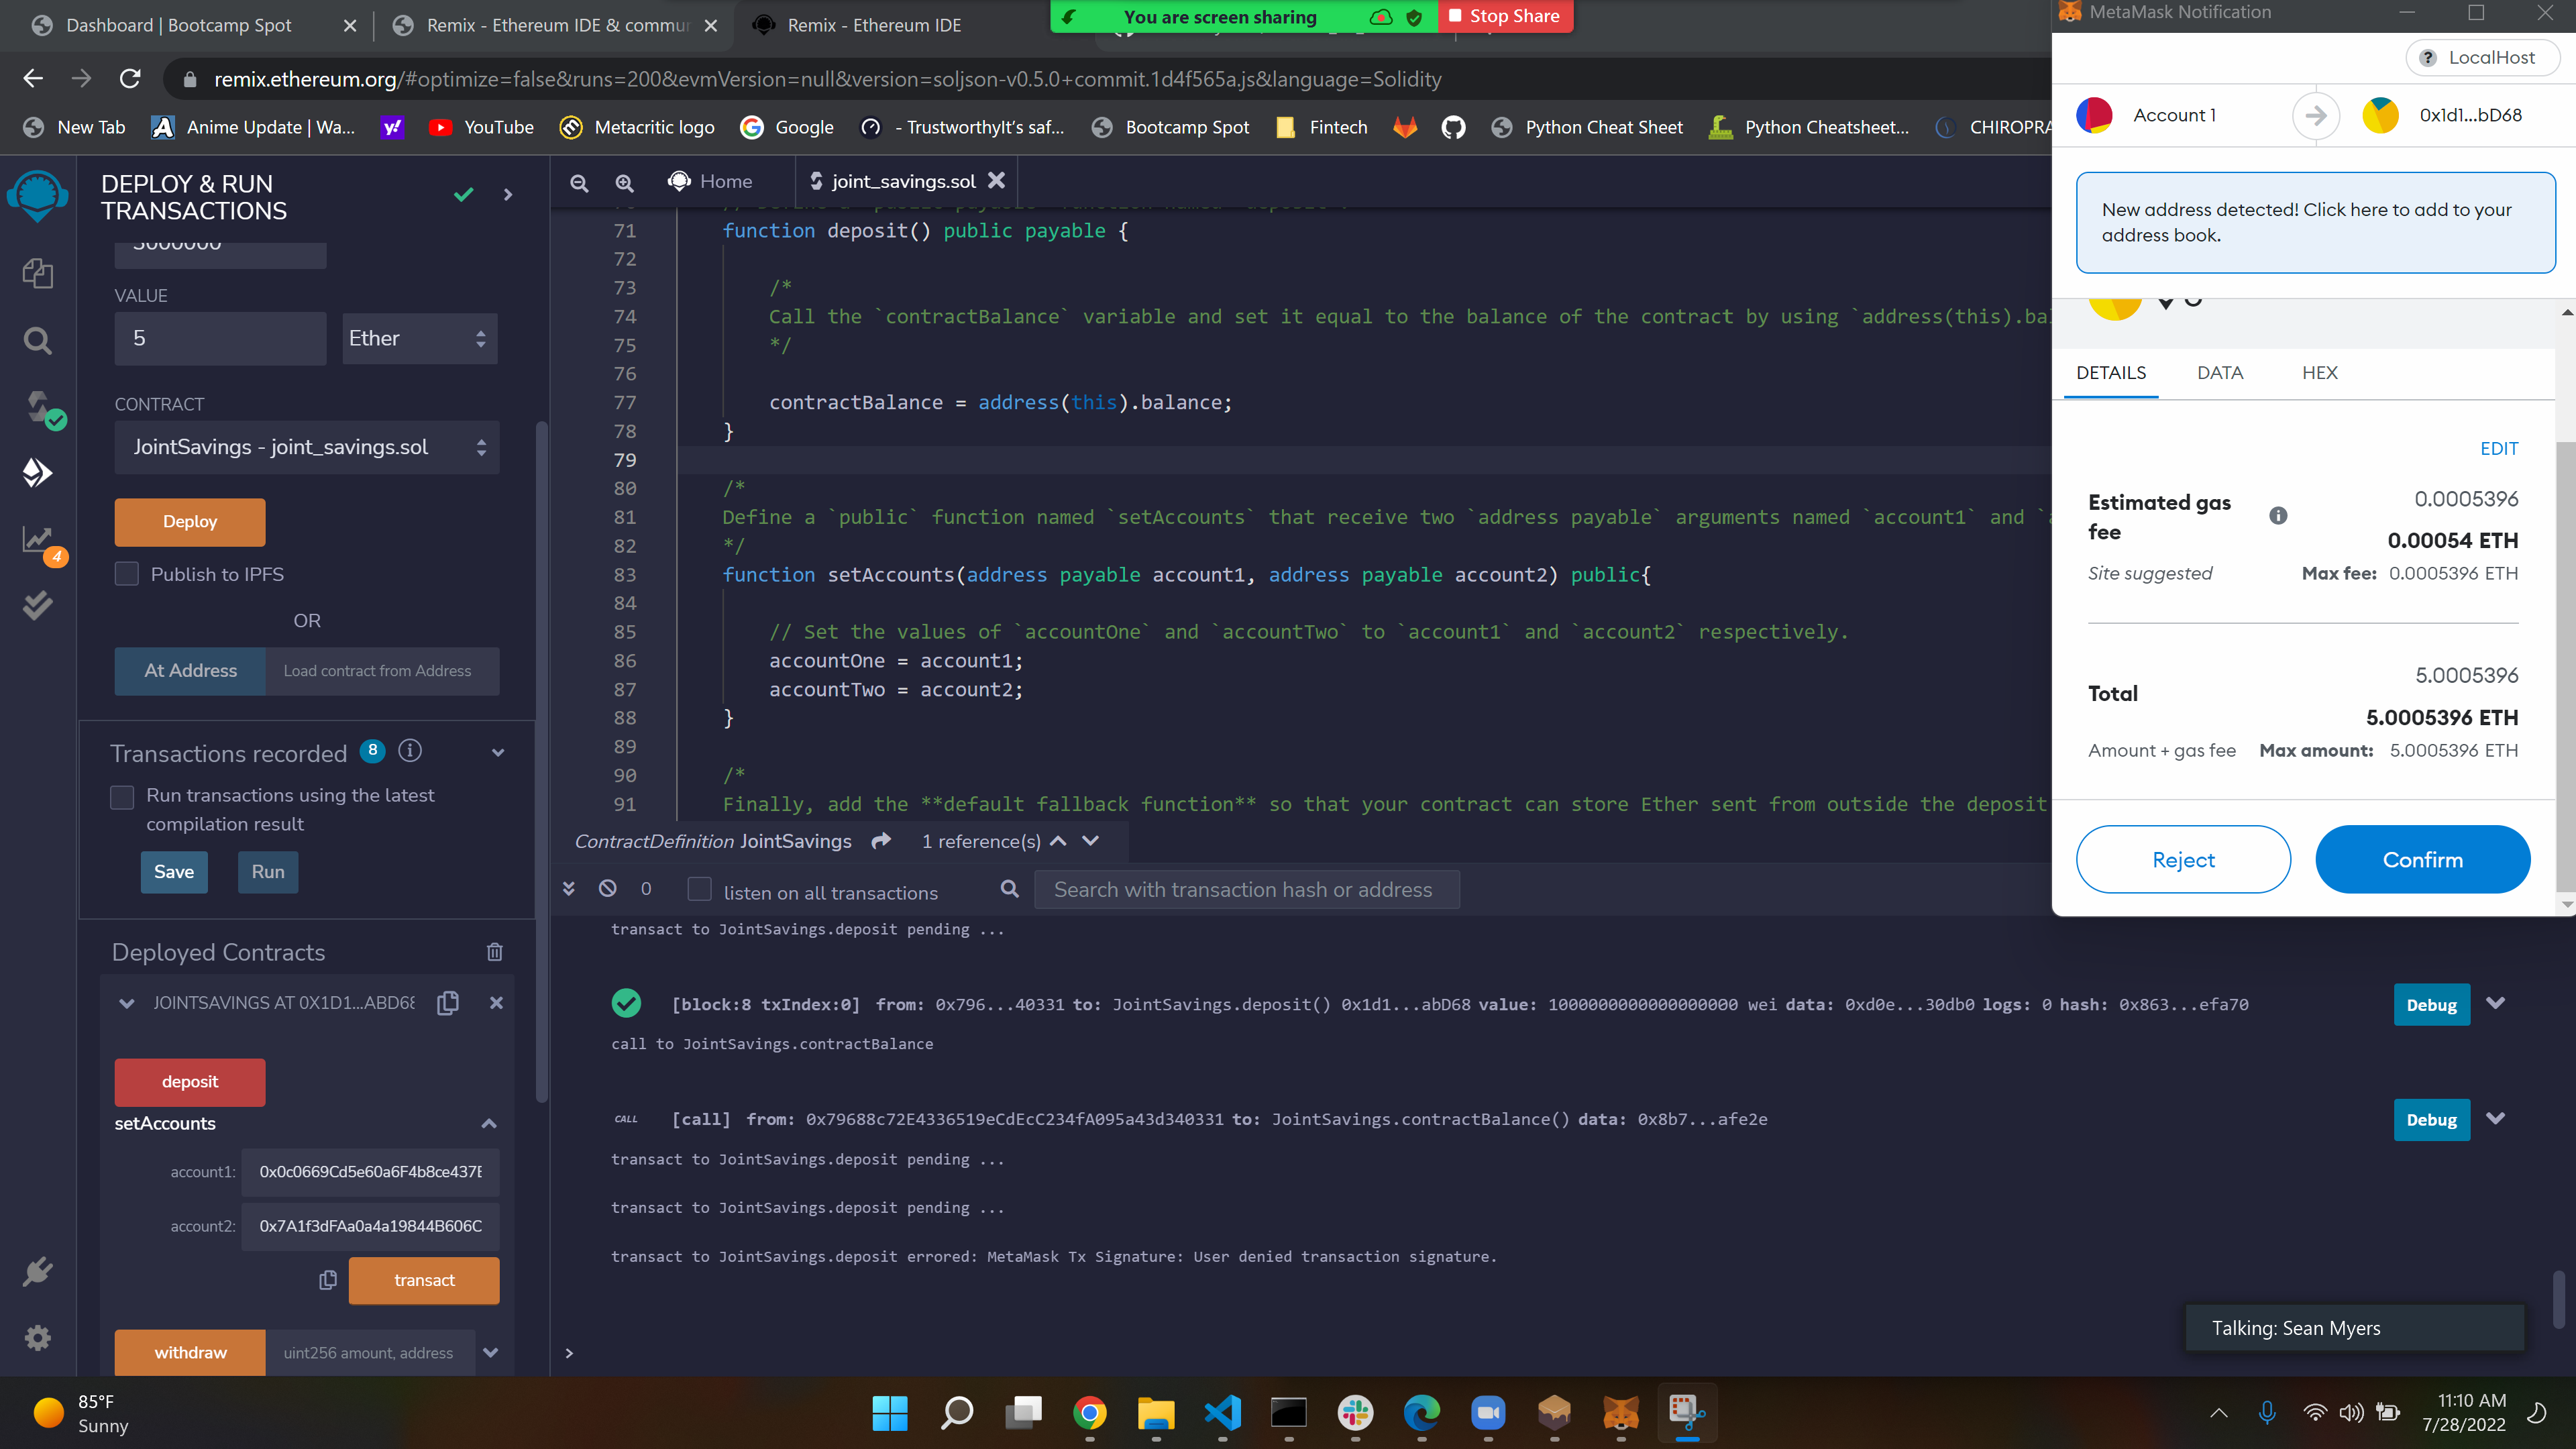 Dashboard | Bootcamp Spot
Remix - Ethereum IDE & commu
Remix - Ethereum IDE
You are screen sharing
Stop Share
remix.ethereum.org/#optimize=false&runs=200&evmVersion=null&version=soljson-v0.5.0+commit.1d4f565a.js&language=Solidity
New Tab
Anime Update | Wa...
YouTube
Metacritic logo
Google
- TrustworthyIt's saf...
Bootcamp Spot
Fintech
Python Cheat Sheet
Python Cheatsheet...
CHIROPRA
DEPLOY & RUN
TRANSACTIONS
3000000
VALUE
5
Ether
CONTRACT
JointSavings - joint_savings.sol
Deploy
Publish to IPFS
OR
At Address
Load contract from Address
Transactions recorded 8
Run transactions using the latest
compilation result
Save
Run
Deployed Contracts
JOINTSAVINGS AT 0X1D1...ABD68
deposit
setAccounts
account1: 0x0c0669Cd5e60a6F4b8ce437E
account2: 0x7A1f3dFAa0a4a19844B606C
transact
withdraw
uint256 amount, address
4
Home
joint_savings.sol
71 function deposit() public payable {
72
73 /*
74 Call the `contractBalance` variable and set it equal to the balance of the contract by using `address(this).bal
75 */
76
77 contractBalance = address(this).balance;
78 }
79
80 /*
81 Define a `public` function named `setAccounts` that receive two `address payable` arguments named `account1` and `a
82 */
83 function setAccounts(address payable account1, address payable account2) public{
84
85 // Set the values of `accountOne` and `accountTwo` to `account1` and `account2` respectively.
86 accountOne = account1;
87 accountTwo = account2;
88 }
89
90 /*
91 Finally, add the **default fallback function** so that your contract can store Ether sent from outside the deposit
ContractDefinition JointSavings
1 reference(s)
0
listen on all transactions
Search with transaction hash or address
transact to JointSavings.deposit pending ...
[block:8 txIndex:0] from: 0x796...40331 to: JointSavings.deposit() 0x1d1...abD68 value: 1000000000000000000 wei data: 0xd0e...30db0 logs: 0 hash: 0x863...efa70
Debug
call to JointSavings.contractBalance
CALL [call] from: 0x79688c72E4336519eCdEcC234fA095a43d340331 to: JointSavings.contractBalance() data: 0x8b7...afe2e
Debug
transact to JointSavings.deposit pending ...
transact to JointSavings.deposit pending ...
transact to JointSavings.deposit errored: MetaMask Tx Signature: User denied transaction signature.
>
MetaMask Notification
LocalHost
Account 1
0x1d1...bD68
New address detected! Click here to add to your
address book.
DETAILS
DATA
HEX
EDIT
Estimated gas
fee
0.0005396
0.00054 ETH
Site suggested
Max fee: 0.0005396 ETH
Total
5.0005396
5.0005396 ETH
Amount + gas fee
Max amount: 5.0005396 ETH
Reject
Confirm
Talking: Sean Myers
85°F
Sunny
11:10 AM
7/28/2022